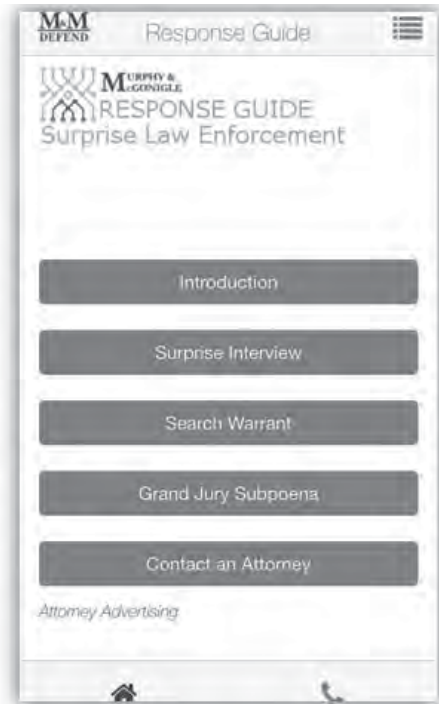 M&M
DEFEND
Response Guide
MURPHY &
MCGONIGLE
RESPONSE GUIDE
Surprise Law Enforcement
Introduction
Surprise Interview
Search Warrant
Grand Jury Subpoena
Contact an Attorney
Attorney Advertising